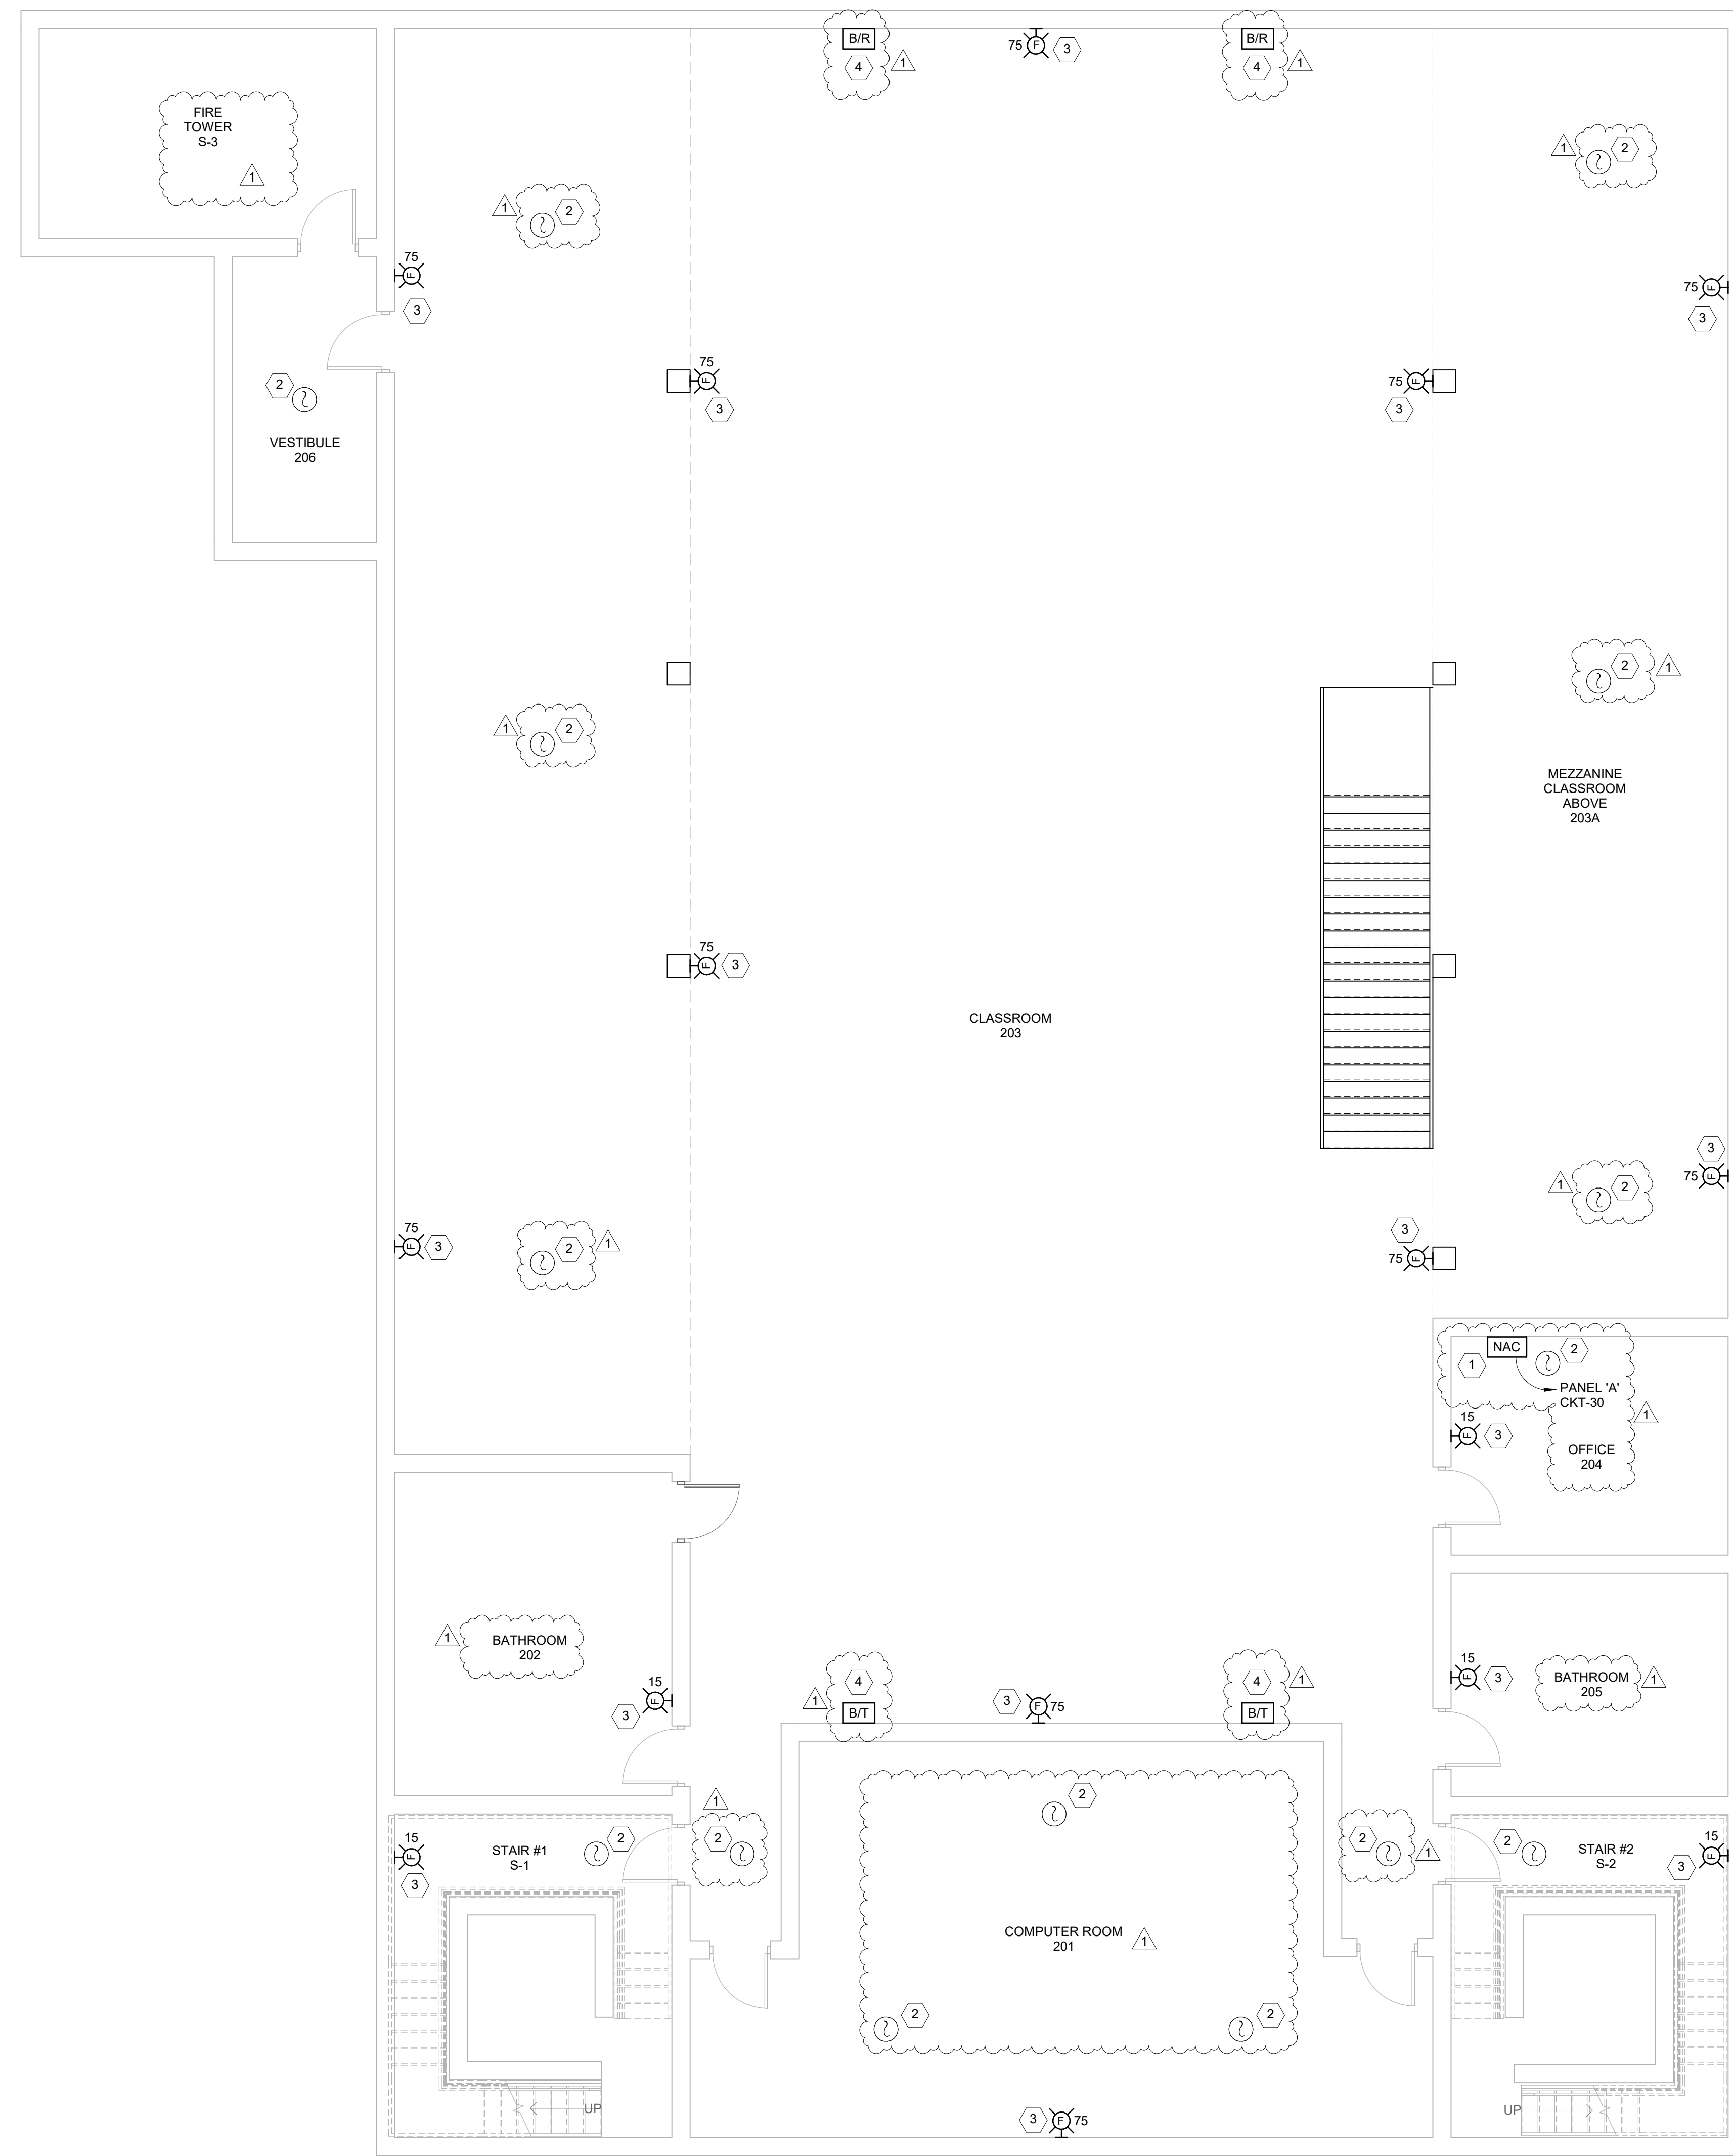 B/R
4
1
75
F
3
B/R
4
1
FIRE
TOWER
S-3
1
1
2
1
2
75
F
3
75
F
3
75
F
3
75
F
3
2
VESTIBULE
206
1
2
2
1
MEZZANINE
CLASSROOM
ABOVE
203A
75
F
3
CLASSROOM
203
3
75
F
1
2
75
F
3
2
1
3
75
F
NAC
1
2
PANEL 'A'
CKT-30
1
15
F
3
OFFICE
204
1
BATHROOM
202
15
F
3
4
1
B/T
3
F
75
4
1
B/T
15
F
3
BATHROOM
205
1
2
1
2
2
1
15
F
3
STAIR #1
S-1
2
2
STAIR #2
S-2
15
F
3
COMPUTER ROOM
201
1
2
2
UP
UP
3
F
75